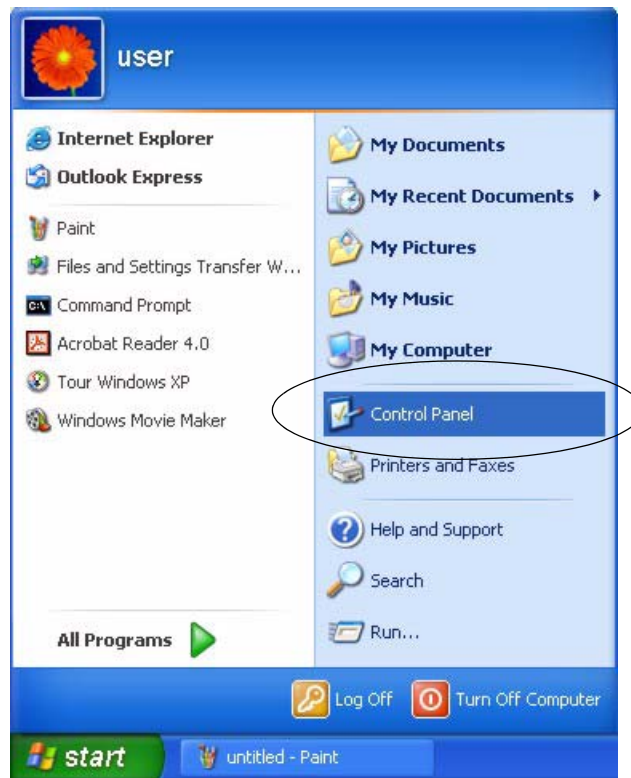 user
Internet Explorer
Outlook Express
Paint
Files and Settings Transfer W...
Command Prompt
Acrobat Reader 4.0
Tour Windows XP
Windows Movie Maker
All Programs
My Documents
My Recent Documents
My Pictures
My Music
My Computer
Control Panel
Printers and Faxes
Help and Support
Search
Run...
Log Off
Turn Off Computer
start
untitled - Paint